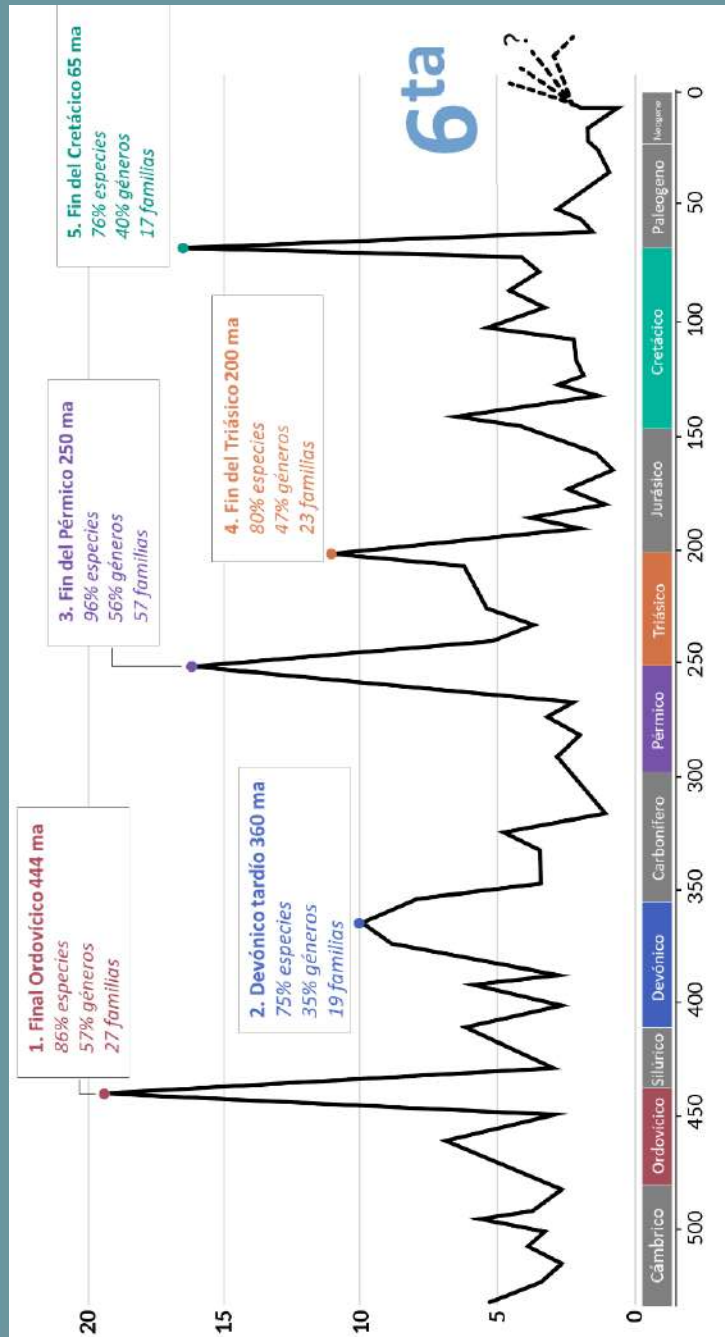 1. Final Ordovícico 444 ma
86% especies
57% géneros
27 familias
2. Devónico tardío 360 ma
75% especies
35% géneros
19 familias
3. Fin del Pérmico 250 ma
96% especies
56% géneros
57 familias
4. Fin del Triásico 200 ma
80% especies
47% géneros
23 familias
5. Fin del Cretácico 65 ma
76% especies
40% géneros
17 familias
6ta
?
20
15
10
5
0
Cámbrico
Ordovícico
Silúrico
Devónico
Carbonífero
Pérmico
Triásico
Jurásico
Cretácico
Paleogeno
Neogeno
500
450
400
350
300
250
200
150
100
50
0